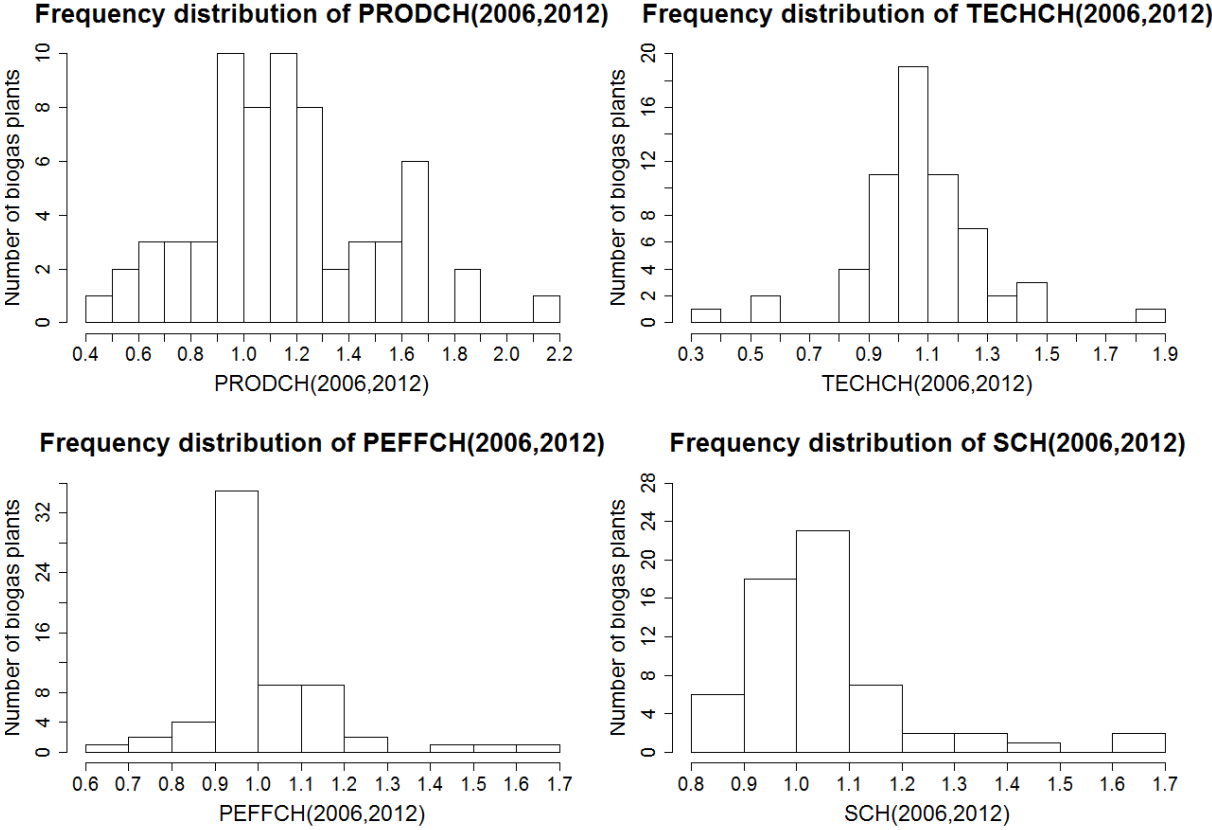 Frequency distribution of PRODCH(2006,2012)
Number of biogas plants
0 2 4 6 8 10
0.4 0.6 0.8 1.0 1.2 1.4 1.6 1.8 2.0 2.2
PRODCH(2006,2012)
Frequency distribution of TECHCH(2006,2012)
Number of biogas plants
0 2 4 6 8 12 16 20
0.3 0.5 0.7 0.9 1.1 1.3 1.5 1.7 1.9
TECHCH(2006,2012)
Frequency distribution of PEFFCH(2006,2012)
Number of biogas plants
0 4 8 16 24 32
0.6 0.7 0.8 0.9 1.0 1.1 1.2 1.3 1.4 1.5 1.6 1.7
PEFFCH(2006,2012)
Frequency distribution of SCH(2006,2012)
Number of biogas plants
0 4 8 12 16 20 24 28
0.8 0.9 1.0 1.1 1.2 1.3 1.4 1.5 1.6 1.7
SCH(2006,2012)